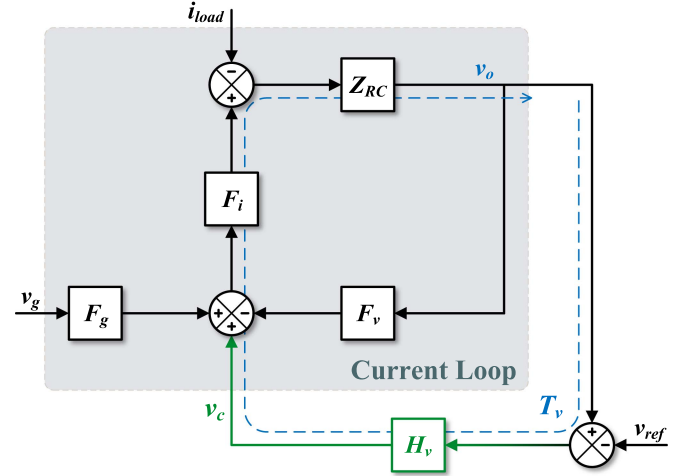 i_load
−
+
Z_RC
v_o
F_i
v_g
F_g
+ −
+
F_v
Current Loop
v_c
T_v
H_v
+
−
v_ref